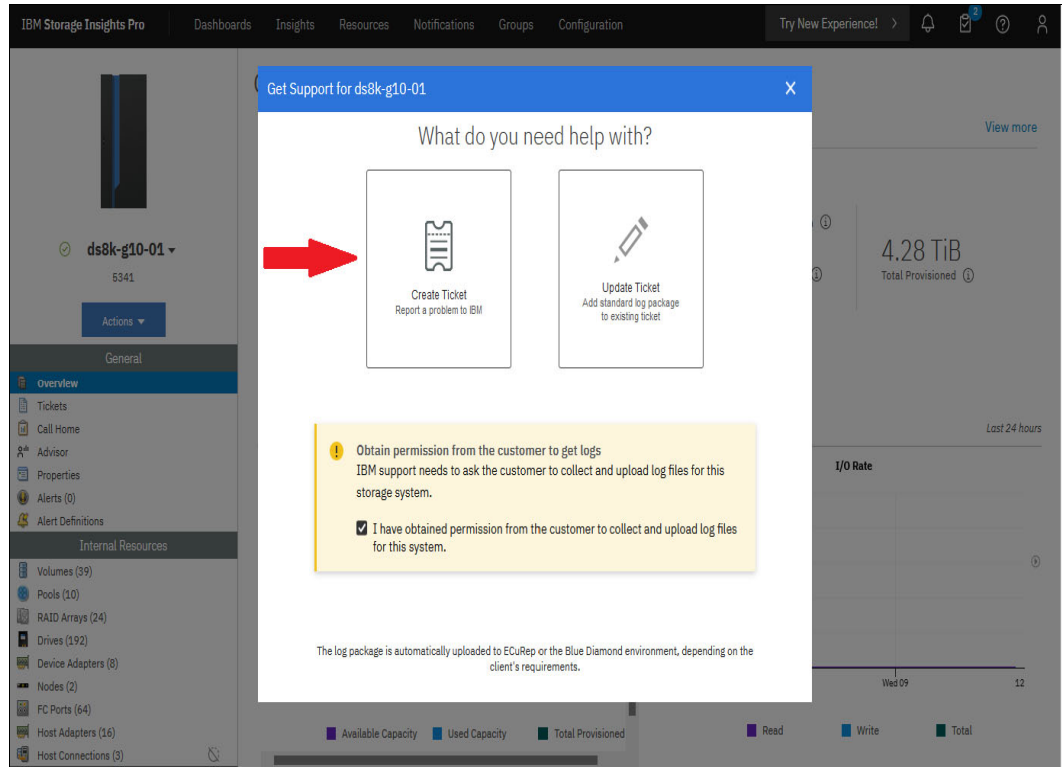 IBM Storage Insights Pro Dashboards Insights Resources Notifications Groups Configuration Try New Experience! 2
Get Support for ds8k-g10-01 X
What do you need help with?
Create Ticket
Report a problem to IBM
Update Ticket
Add standard log package
to existing ticket
Obtain permission from the customer to get logs
IBM support needs to ask the customer to collect and upload log files for this
storage system.
I have obtained permission from the customer to collect and upload log files
for this system.
The log package is automatically uploaded to ECuRep or the Blue Diamond environment, depending on the
client's requirements.
ds8k-g10-01
5341
Actions
General
Overview
Tickets
Call Home
Advisor
Properties
Alerts (0)
Alert Definitions
Internal Resources
Volumes (39)
Pools (10)
RAID Arrays (24)
Drives (192)
Device Adapters (8)
Nodes (2)
FC Ports (64)
Host Adapters (16)
Host Connections (3)
View more
4.28 TiB
Total Provisioned
Last 24 hours
I/O Rate
Wed 09 12
Available Capacity Used Capacity Total Provisioned
Read Write Total